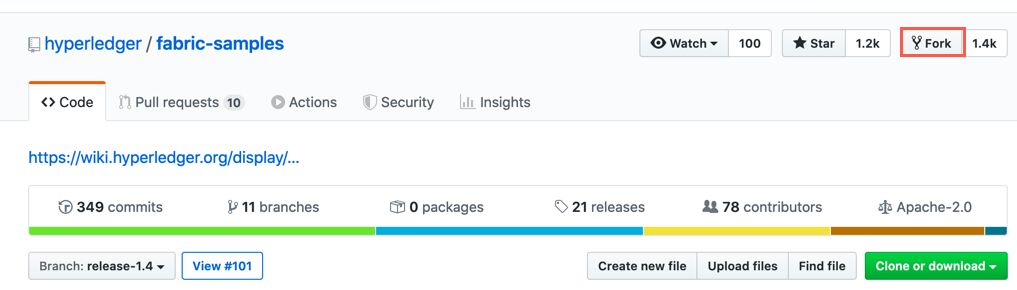 hyperledger / fabric-samples Watch 100 Star 1.2k Fork 1.4k
Code Pull requests 10 Actions Security Insights
https://wiki.hyperledger.org/display/...
349 commits 11 branches 0 packages 21 releases 78 contributors Apache-2.0
Branch: release-1.4 View #101 Create new file Upload files Find file Clone or download